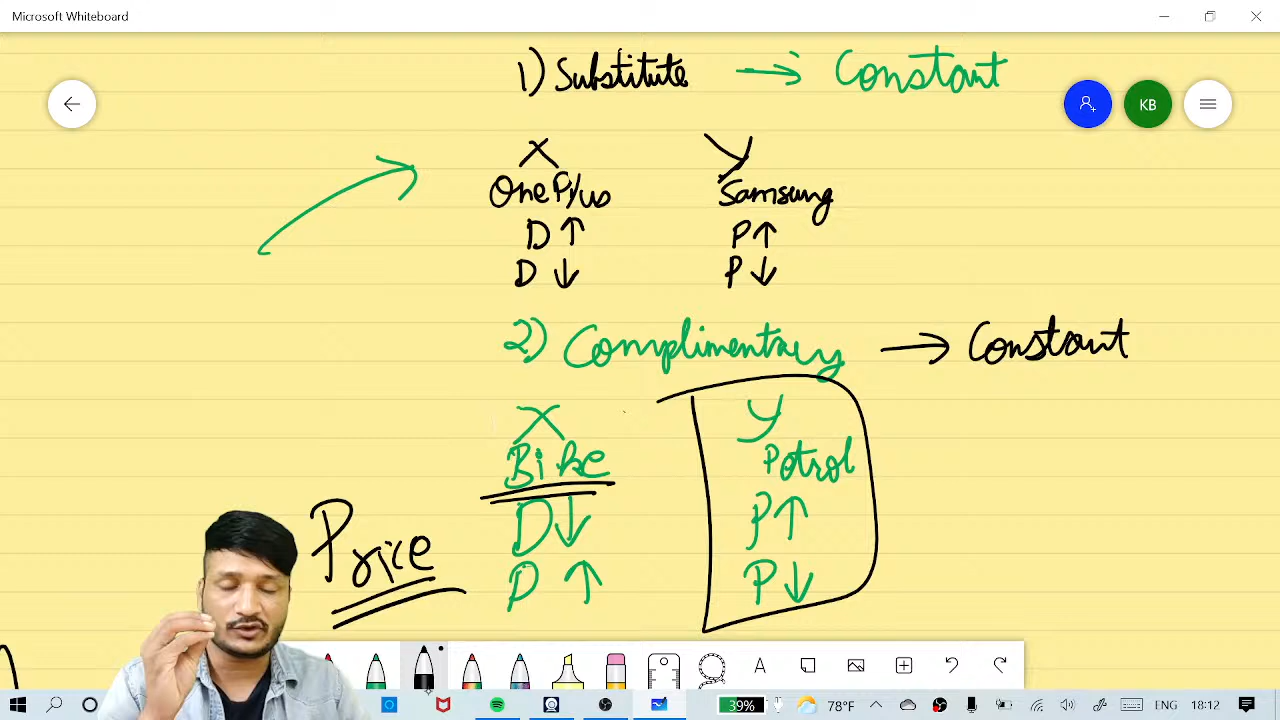 Microsoft Whiteboard
1) Substitute → Constant
KB
X Y
OnePlus Samsung
D ↑ P ↑
D ↓ P ↓
2) Complimentary → Constant
X Y
Bike Petrol
D ↓ P ↑
Price
D ↑ P ↓
A
39% 78°F ENG 18:12